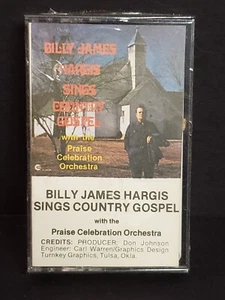 BILLY JAMES
HARGIS
SINGS
COUNTRY
GOSPEL
with the
Praise
Celebration
Orchestra
BILLY JAMES HARGIS
SINGS COUNTRY GOSPEL
with the
Praise Celebration Orchestra
CREDITS: PRODUCER: Don Johnson
Engineer: Carl Warren/Graphics Design:
Turnkey Graphics, Tulsa, Okla.